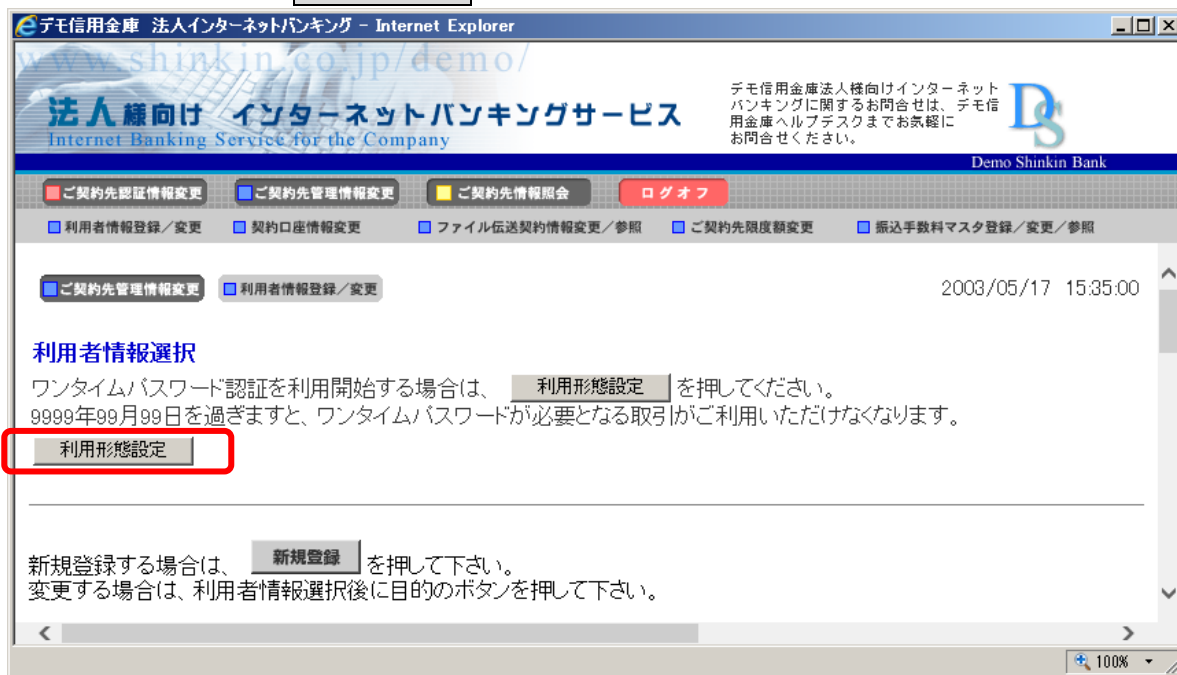 デモ信用金庫 法人インターネットバンキング - Internet Explorer
www.shinkin.co.jp/demo/
法人様向け インターネットバンキングサービス
Internet Banking Service for the Company
デモ信用金庫法人様向けインターネット
バンキングに関するお問合せは、デモ信
用金庫ヘルプデスクまでお気軽に
お問合せください。
DS
Demo Shinkin Bank
ご契約先認証情報変更 ご契約先管理情報変更 ご契約先情報照会 ログオフ
利用者情報登録／変更 契約口座情報変更 ファイル伝送契約情報変更／参照 ご契約先限度額変更 振込手数料マスタ登録／変更／参照
ご契約先管理情報変更 利用者情報登録／変更 2003/05/17 15:35:00
利用者情報選択
ワンタイムパスワード認証を利用開始する場合は、 利用形態設定 を押してください。
9999年99月99日を過ぎますと、ワンタイムパスワードが必要となる取引がご利用いただけなくなります。
利用形態設定
新規登録する場合は、 新規登録 を押して下さい。
変更する場合は、利用者情報選択後に目的のボタンを押して下さい。
100%